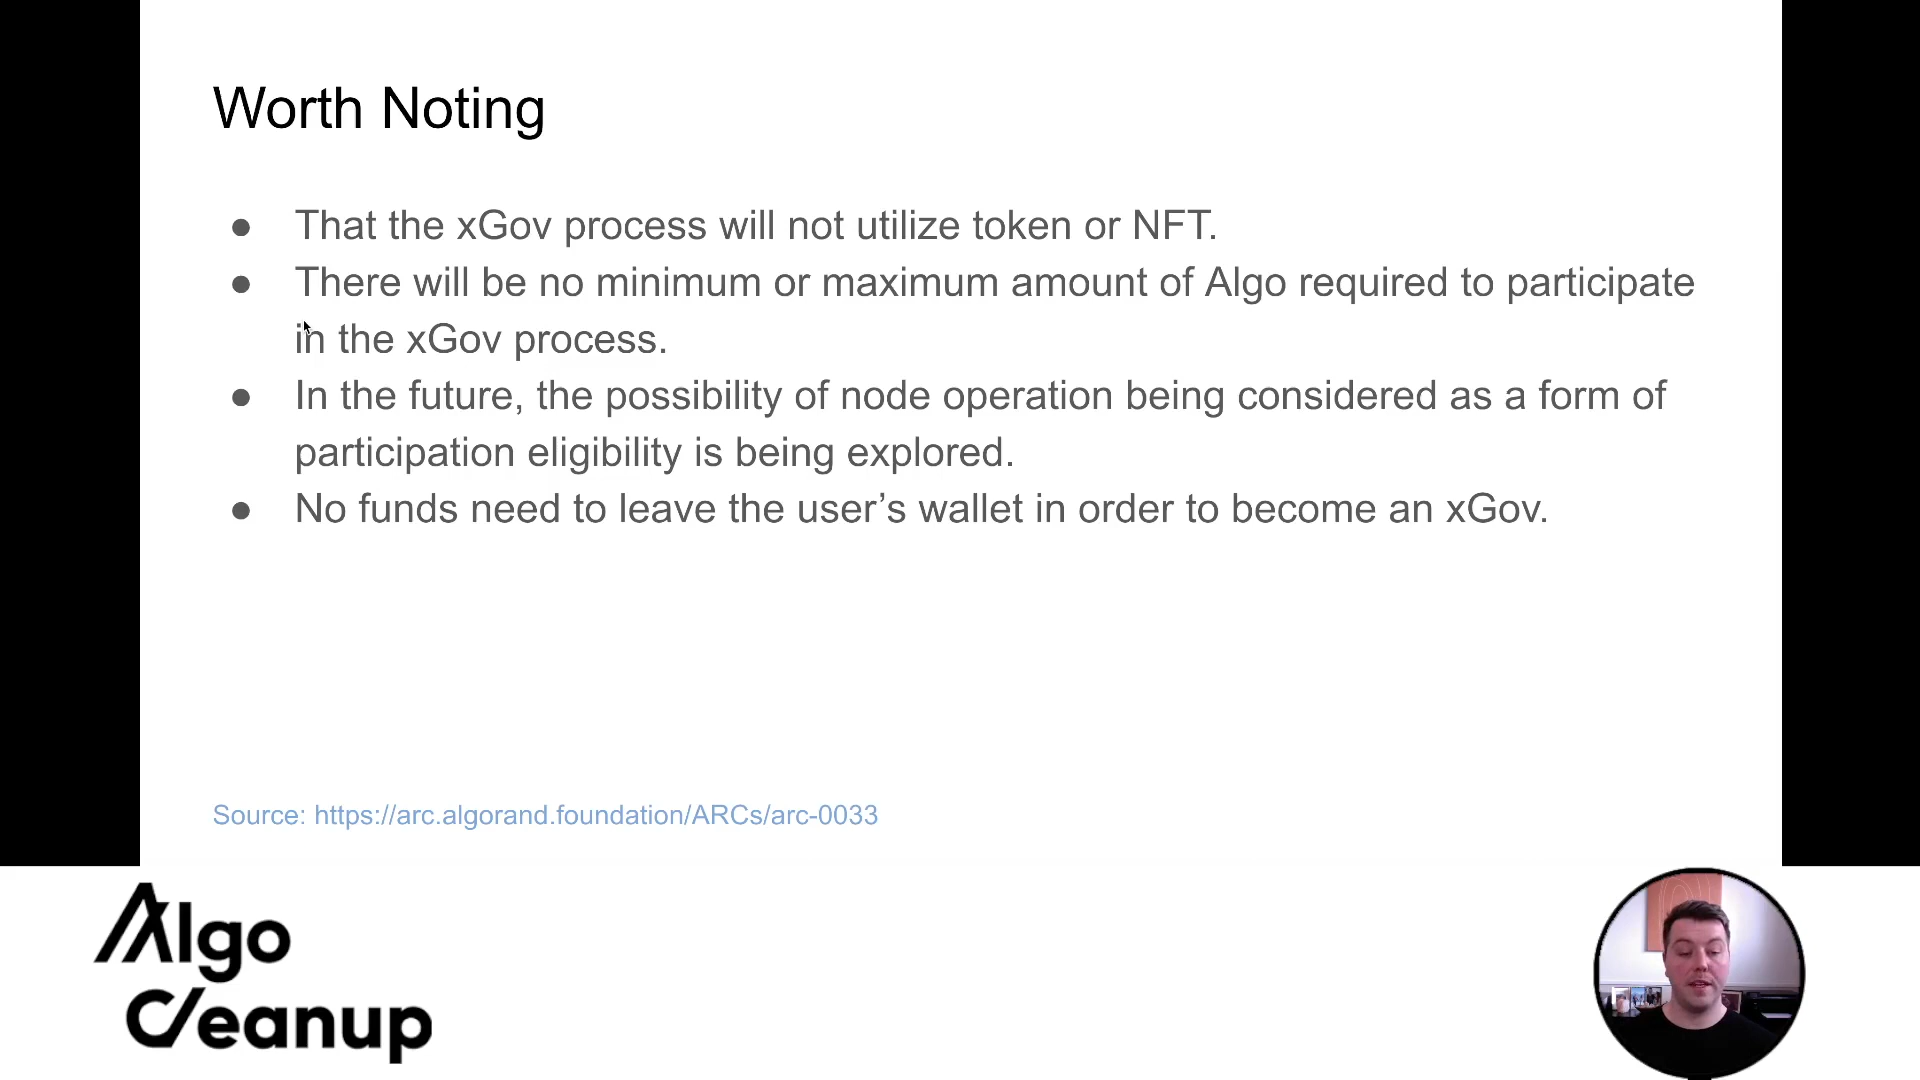 Worth Noting
● That the xGov process will not utilize token or NFT.
● There will be no minimum or maximum amount of Algo required to participate
in the xGov process.
● In the future, the possibility of node operation being considered as a form of
participation eligibility is being explored.
● No funds need to leave the user’s wallet in order to become an xGov.
Source: https://arc.algorand.foundation/ARCs/arc-0033
Algo
Cleanup